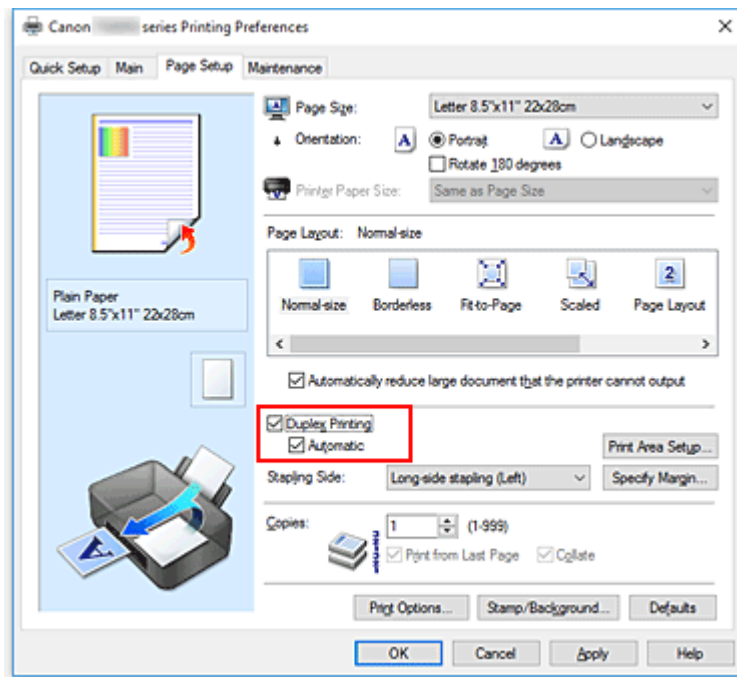 Canon series Printing Preferences
Quick Setup Main Page Setup Maintenance
Page Size: Letter 8.5"x11" 22x28cm
Orientation: A Portrait A Landscape
Rotate 180 degrees
Printer Paper Size: Same as Page Size
Page Layout: Normal-size
Normal-size Borderless Fit-to-Page Scaled Page Layout
Plain Paper
Letter 8.5"x11" 22x28cm
Automatically reduce large document that the printer cannot output
Duplex Printing
Automatic
Print Area Setup...
Stapling Side: Long-side stapling (Left) Specify Margin...
Copies: 1 (1-999)
Print from Last Page Collate
Print Options... Stamp/Background... Defaults
OK Cancel Apply Help